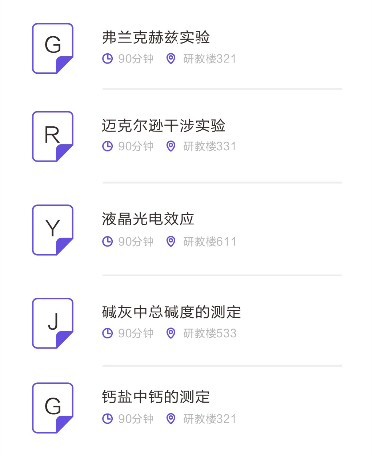 G
弗兰克赫兹实验
90分钟 研教楼321
R
迈克尔逊干涉实验
90分钟 研教楼331
Y
液晶光电效应
90分钟 研教楼611
J
碱灰中总碱度的测定
90分钟 研教楼533
G
钙盐中钙的测定
90分钟 研教楼321